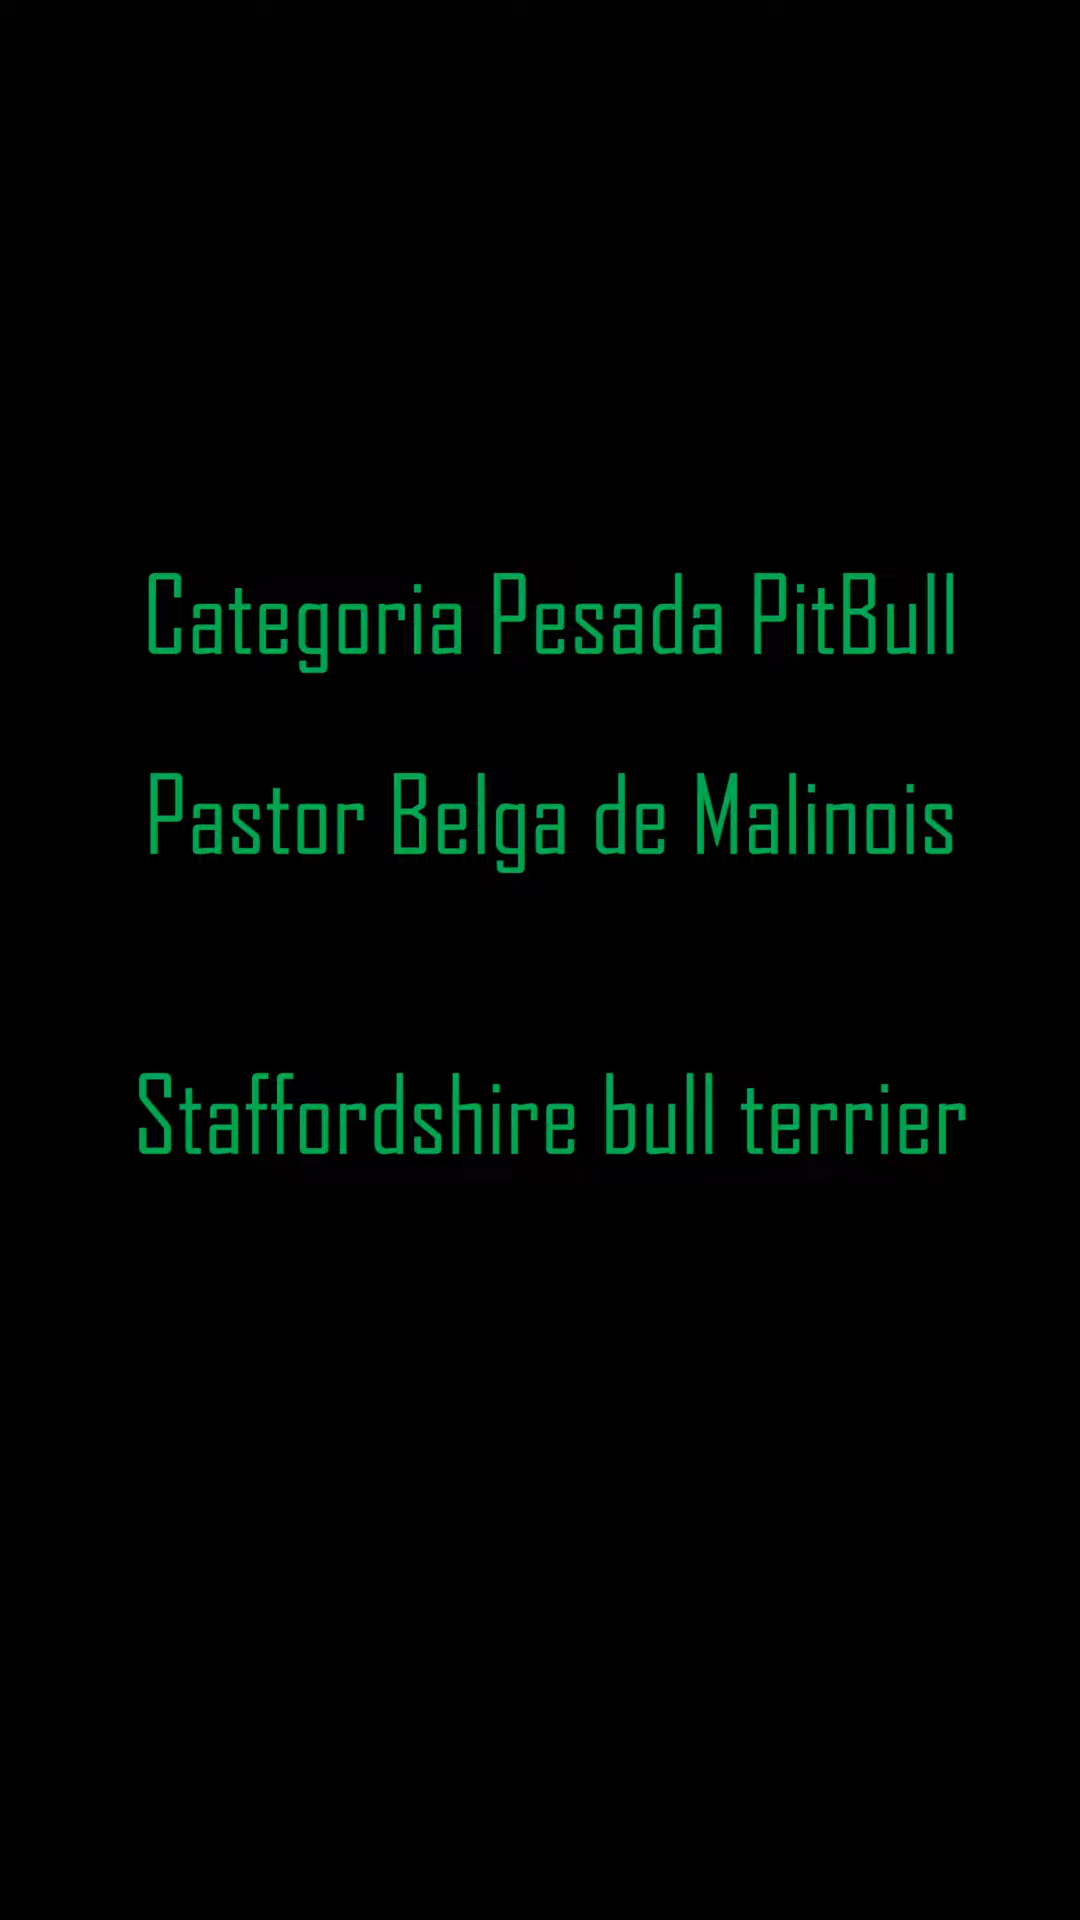 Categoria Pesada PitBull
Pastor Belga de Malinois
Staffordshire bull terrier